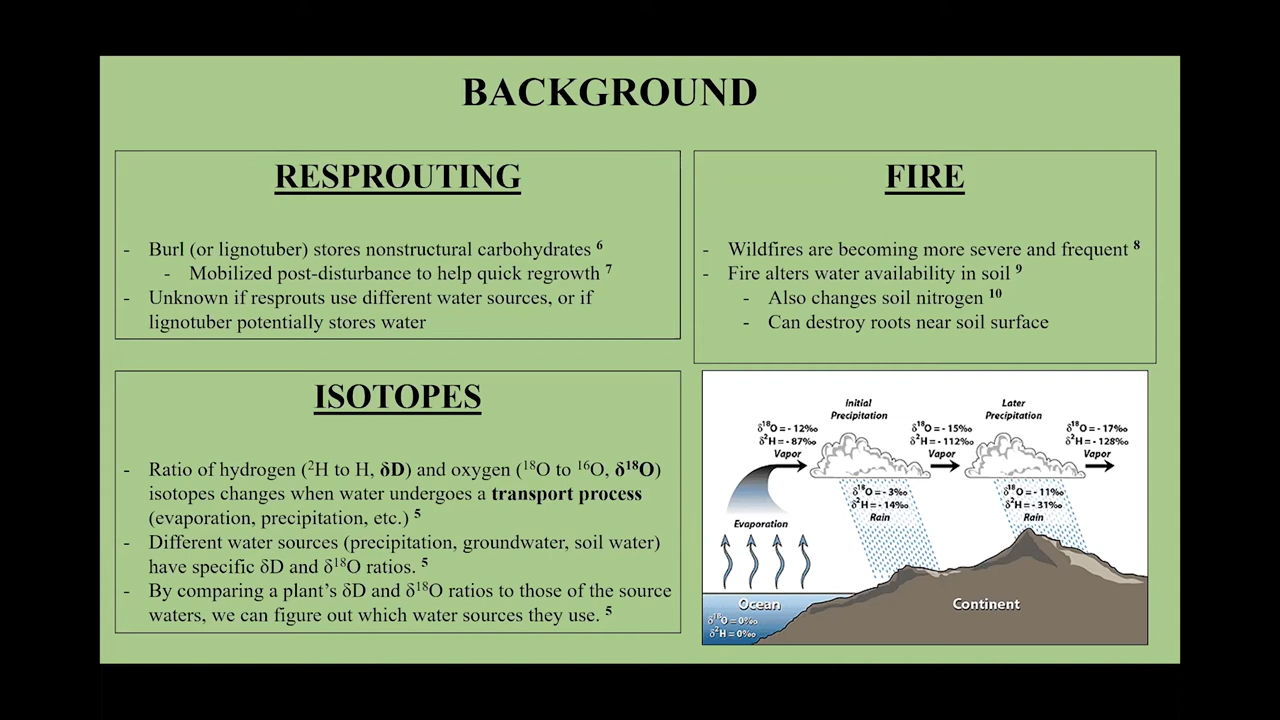 BACKGROUND
RESPROUTING
- Burl (or lignotuber) stores nonstructural carbohydrates ⁶
- Mobilized post-disturbance to help quick regrowth ⁷
- Unknown if resprouts use different water sources, or if
lignotuber potentially stores water
FIRE
- Wildfires are becoming more severe and frequent ⁸
- Fire alters water availability in soil ⁹
- Also changes soil nitrogen ¹⁰
- Can destroy roots near soil surface
ISOTOPES
- Ratio of hydrogen (²H to H, δD) and oxygen (¹⁸O to ¹⁶O, δ¹⁸O)
isotopes changes when water undergoes a transport process
(evaporation, precipitation, etc.) ⁵
- Different water sources (precipitation, groundwater, soil water)
have specific δD and δ¹⁸O ratios. ⁵
- By comparing a plant's δD and δ¹⁸O ratios to those of the source
waters, we can figure out which water sources they use. ⁵
Initial
Precipitation
Later
Precipitation
δ¹⁸O = - 12‰
δ²H = - 87‰
Vapor
δ¹⁸O = - 15‰
δ²H = - 112‰
Vapor
δ¹⁸O = - 17‰
δ²H = - 128‰
Vapor
δ¹⁸O = - 3‰
δ²H = - 14‰
Rain
δ¹⁸O = - 11‰
δ²H = - 31‰
Rain
Evaporation
Ocean
δ¹⁸O = 0‰
δ²H = 0‰
Continent